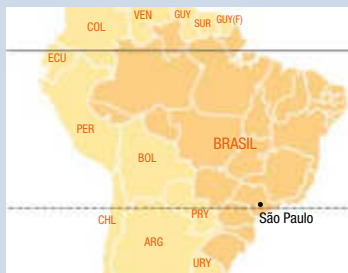 VEN
GUY
SUR
GUY(F)
COL
ECU
PER
BRASIL
BOL
CHL
PRY
São Paulo
ARG
URY